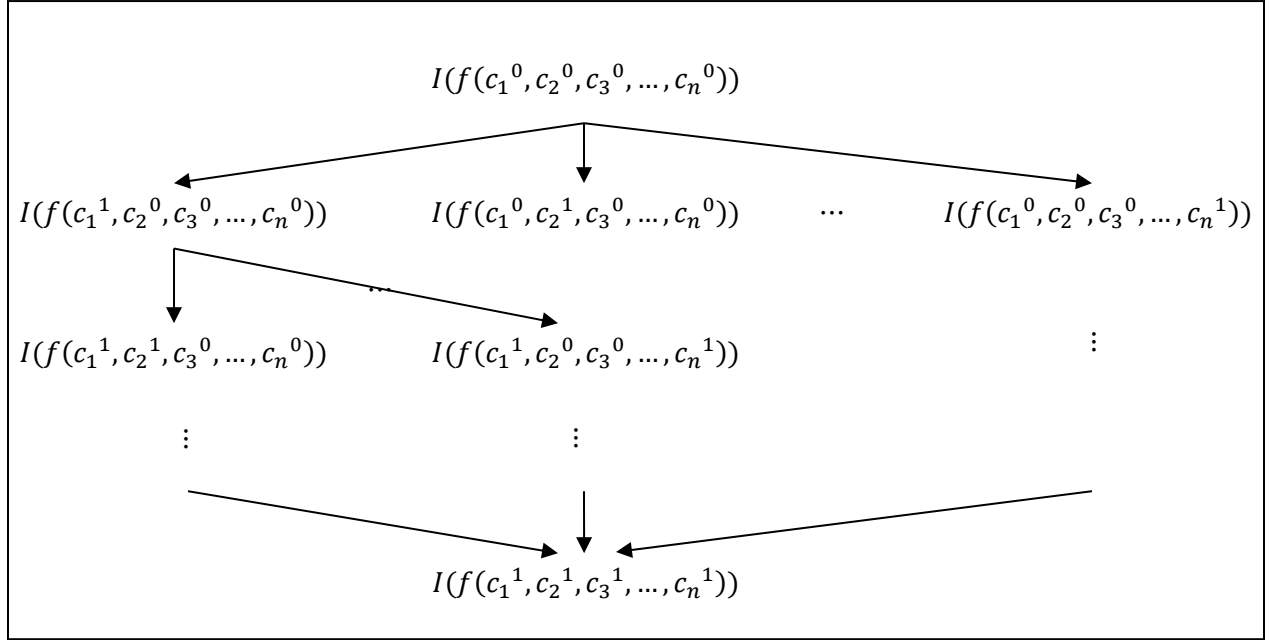 𝐼(𝑓(𝑐₁⁰, 𝑐₂⁰, 𝑐₃⁰, … , 𝑐ₙ⁰))
𝐼(𝑓(𝑐₁¹, 𝑐₂⁰, 𝑐₃⁰, … , 𝑐ₙ⁰)) 𝐼(𝑓(𝑐₁⁰, 𝑐₂¹, 𝑐₃⁰, … , 𝑐ₙ⁰)) ⋯ 𝐼(𝑓(𝑐₁⁰, 𝑐₂⁰, 𝑐₃⁰, … , 𝑐ₙ¹))
⋯
𝐼(𝑓(𝑐₁¹, 𝑐₂¹, 𝑐₃⁰, … , 𝑐ₙ⁰)) 𝐼(𝑓(𝑐₁¹, 𝑐₂⁰, 𝑐₃⁰, … , 𝑐ₙ¹)) ⋮
⋮ ⋮
𝐼(𝑓(𝑐₁¹, 𝑐₂¹, 𝑐₃¹, … , 𝑐ₙ¹))